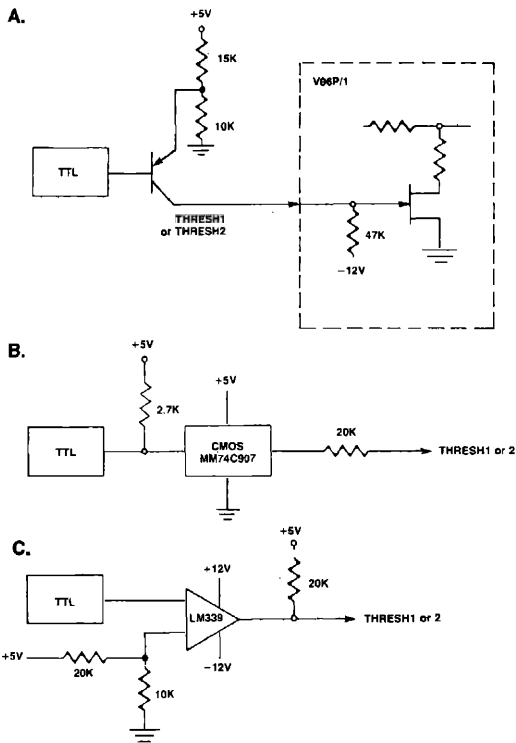 A.
+5V
15K
10K
TTL
THRESH1
or THRESH2
V06P/1
47K
−12V
B.
+5V
2.7K
+5V
TTL
CMOS
MM74C907
20K
THRESH1 or 2
C.
+5V
20K
TTL
+12V
LM339
THRESH1 or 2
−12V
+5V
20K
10K